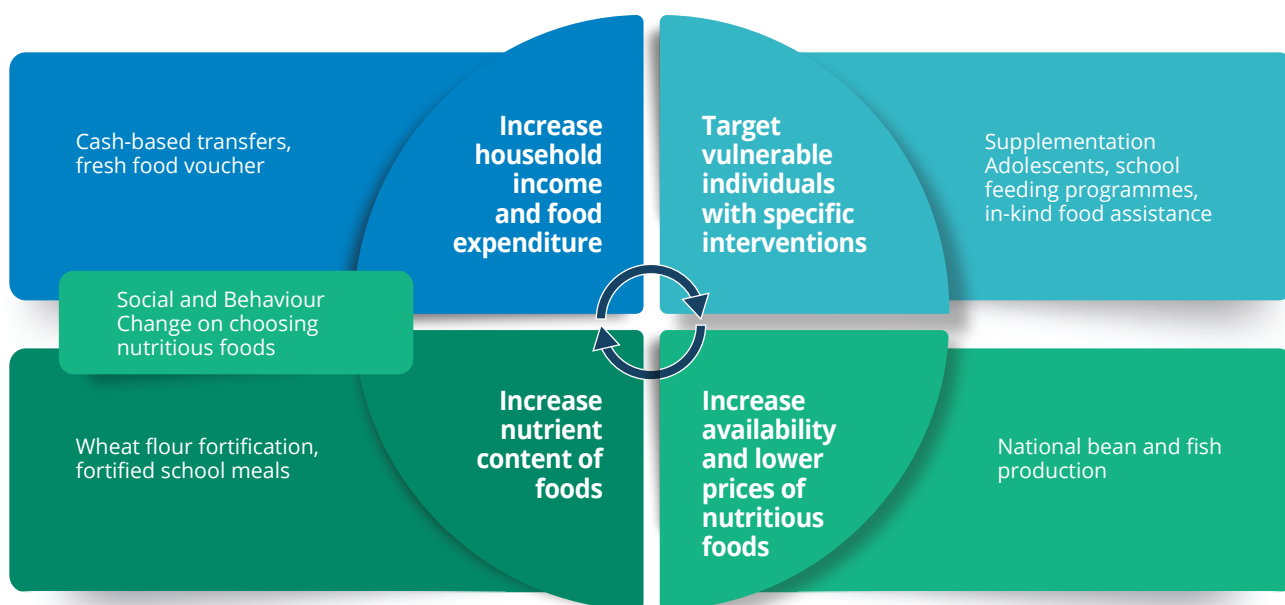 Cash-based transfers,
fresh food voucher
Increase
household
income
and food
expenditure
Target
vulnerable
individuals
with specific
interventions
Supplementation
Adolescents, school
feeding programmes,
in-kind food assistance
Social and Behaviour
Change on choosing
nutritious foods
Wheat flour fortification,
fortified school meals
Increase
nutrient
content of
foods
Increase
availability
and lower
prices of
nutritious
foods
National bean and fish
production